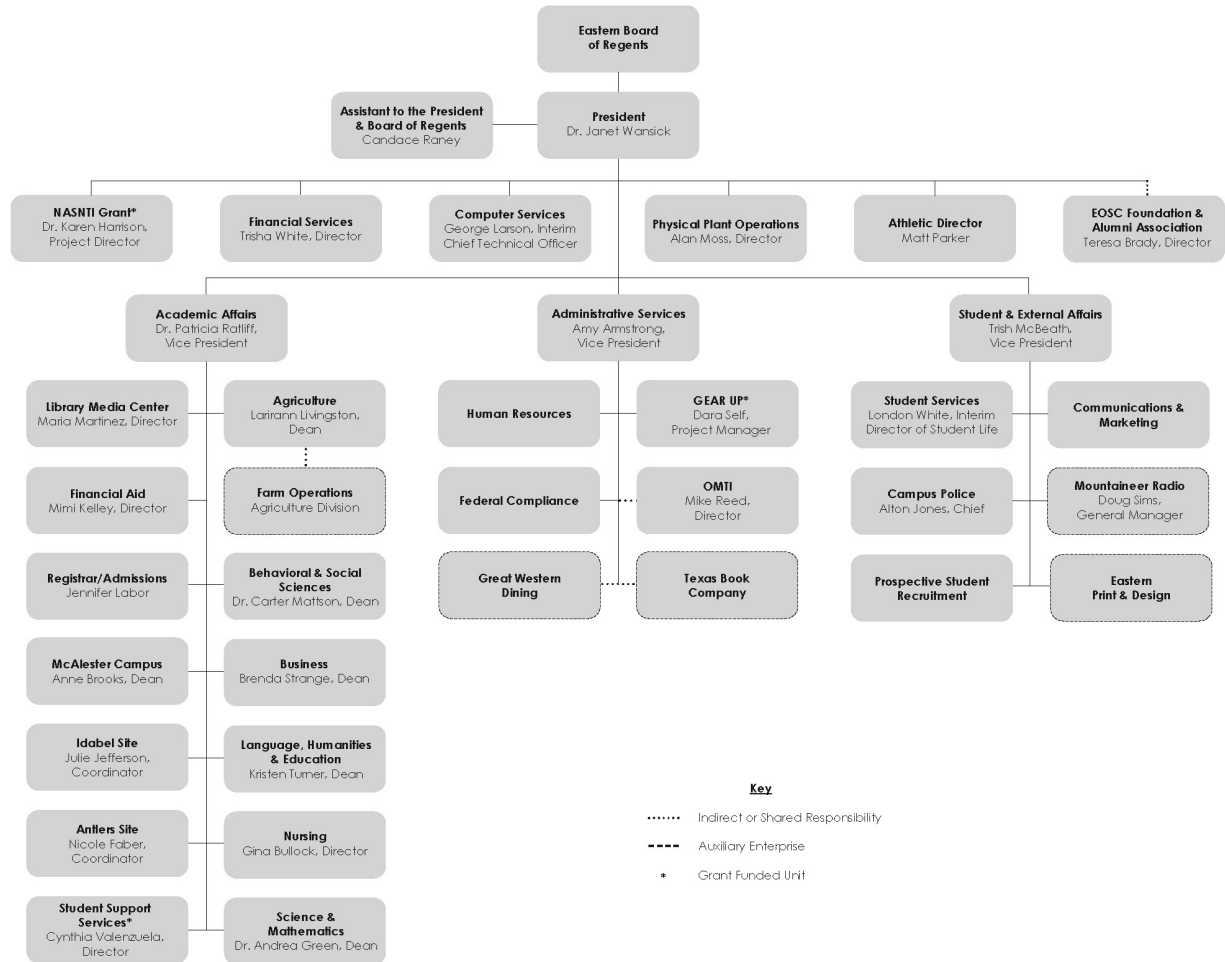 Eastern Board
of Regents
Assistant to the President
& Board of Regents
Candace Raney
President
Dr. Janet Wansick
NASNTI Grant*
Dr. Karen Harrison,
Project Director
Financial Services
Trisha White, Director
Computer Services
George Larson, Interim
Chief Technical Officer
Physical Plant Operations
Alan Moss, Director
Athletic Director
Matt Parker
EOSC Foundation &
Alumni Association
Teresa Brady, Director
Academic Affairs
Dr. Patricia Ratliff,
Vice President
Administrative Services
Amy Armstrong,
Vice President
Student & External Affairs
Trish McBeath,
Vice President
Library Media Center
Maria Martinez, Director
Agriculture
Larirann Livingston,
Dean
Human Resources
GEAR UP*
Dara Self,
Project Manager
Student Services
London White, Interim
Director of Student Life
Communications &
Marketing
Financial Aid
Mimi Kelley, Director
Farm Operations
Agriculture Division
Federal Compliance
OMTI
Mike Reed,
Director
Campus Police
Alton Jones, Chief
Mountaineer Radio
Doug Sims,
General Manager
Registrar/Admissions
Jennifer Labor
Behavioral & Social
Sciences
Dr. Carter Mattson, Dean
Great Western
Dining
Texas Book
Company
Prospective Student
Recruitment
Eastern
Print & Design
McAlester Campus
Anne Brooks, Dean
Business
Brenda Strange, Dean
Idabel Site
Julie Jefferson,
Coordinator
Language, Humanities
& Education
Kristen Turner, Dean
Antlers Site
Nicole Faber,
Coordinator
Nursing
Gina Bullock, Director
Student Support
Services*
Cynthia Valenzuela,
Director
Science &
Mathematics
Dr. Andrea Green, Dean
Key
Indirect or Shared Responsibility
Auxiliary Enterprise
* Grant Funded Unit